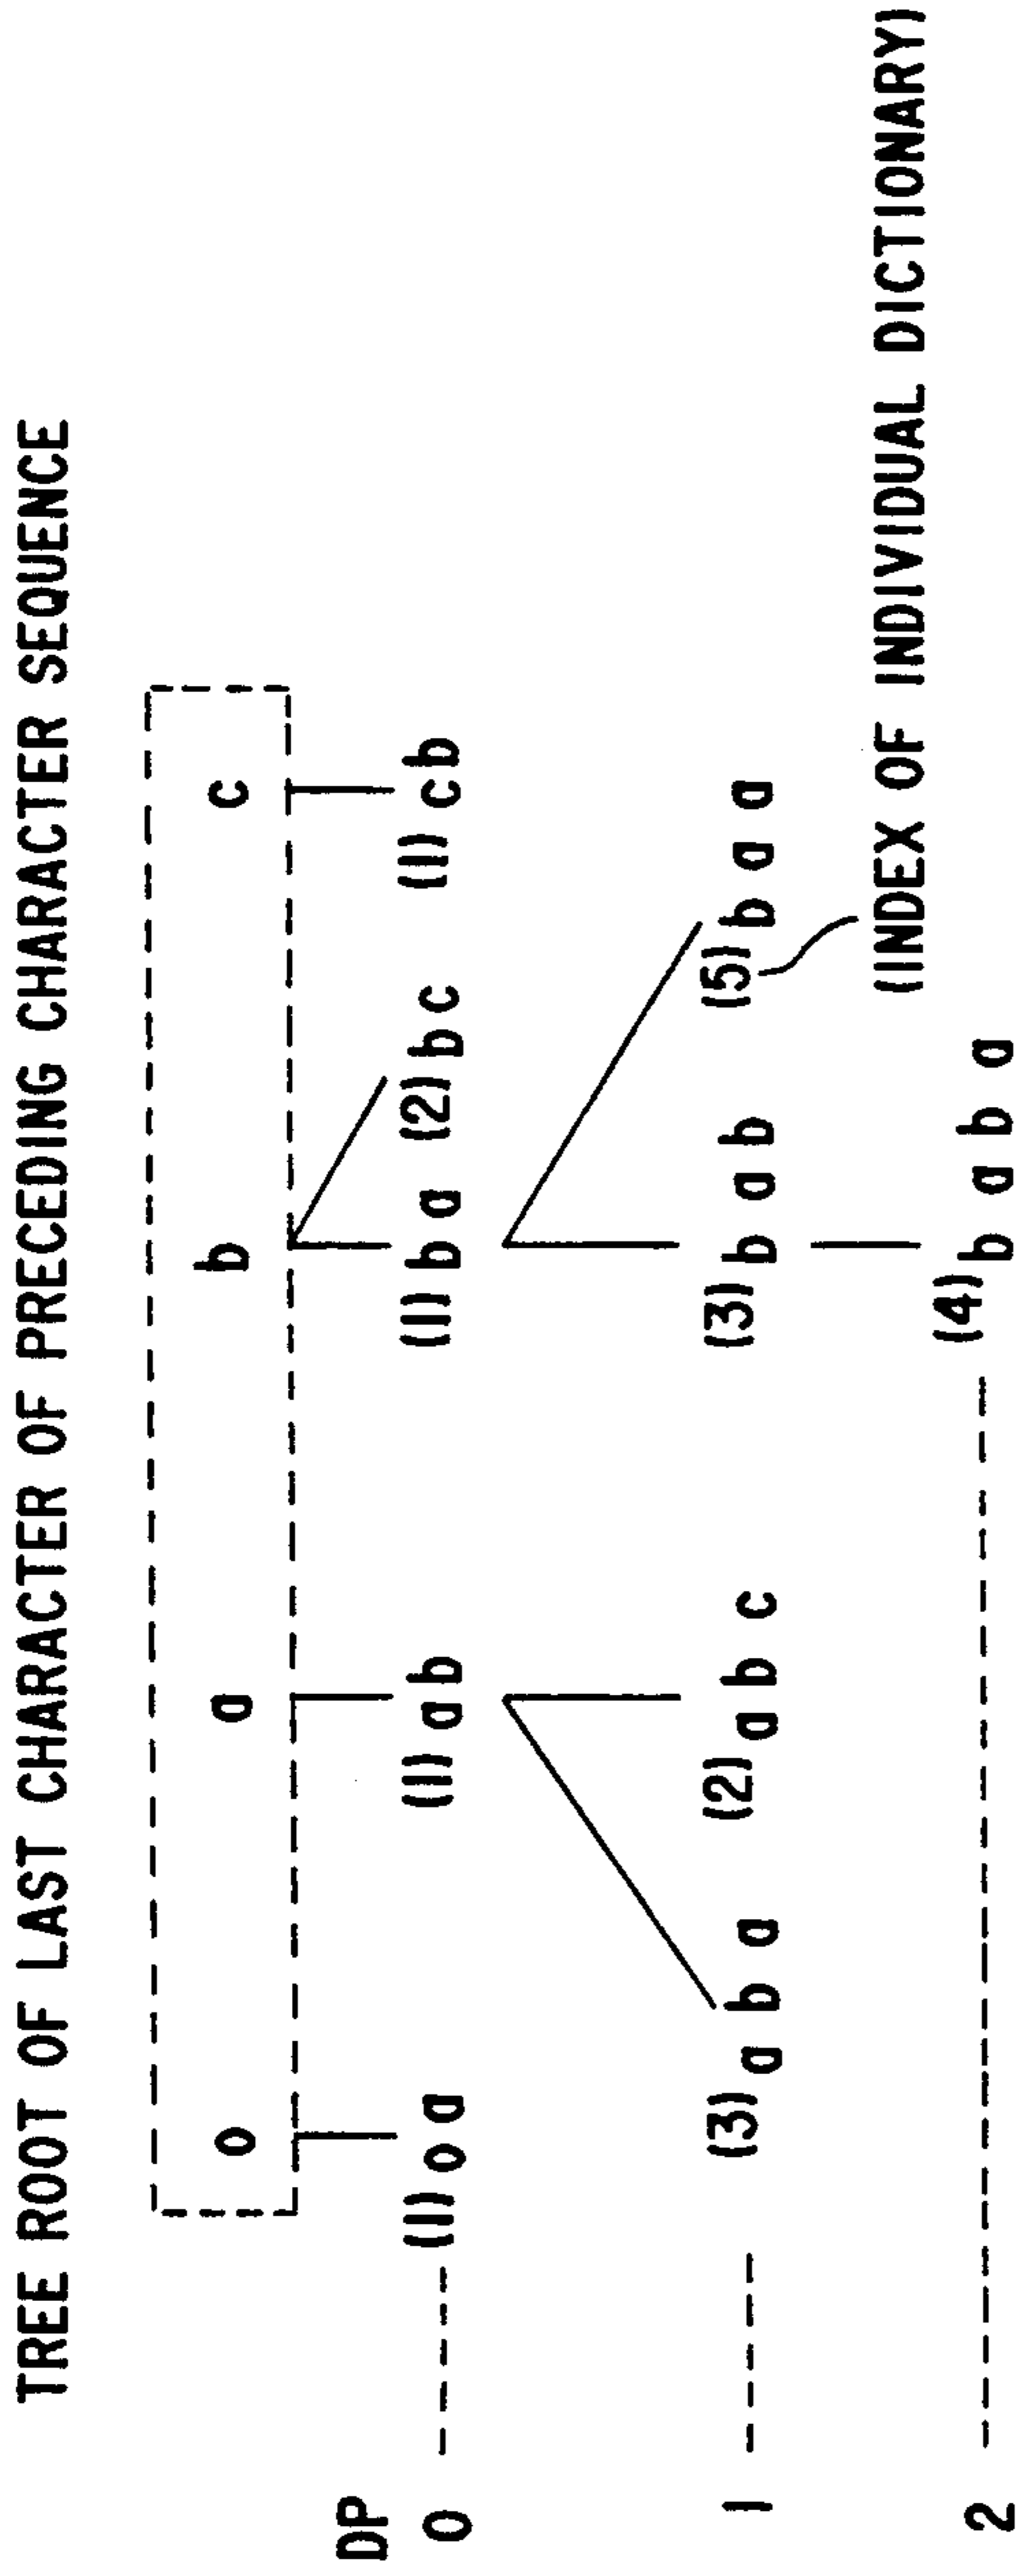 TREE ROOT OF LAST CHARACTER OF PRECEDING CHARACTER SEQUENCE
o a b c
DP
0 (1) o a (1) a b (1) b a (2) b c (1) c b
1 (3) a b a (2) a b c (3) b a b (5) b a a
(INDEX OF INDIVIDUAL DICTIONARY)
2 (4) b a b a